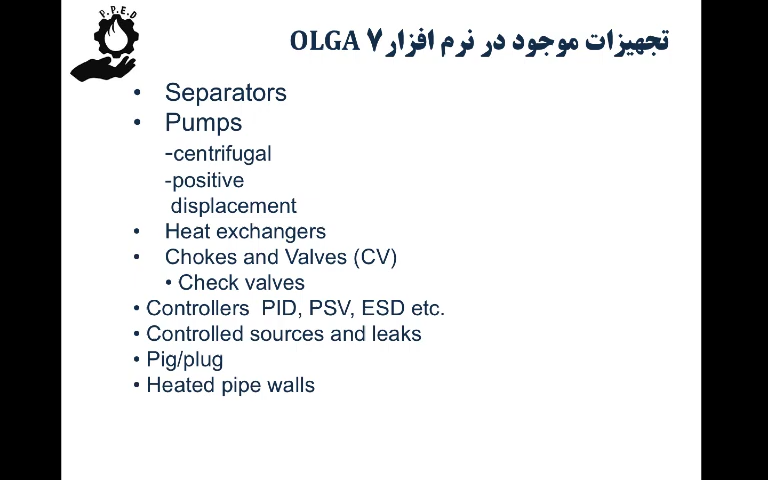 P.P.E.D
تجهیزات موجود در نرم افزار OLGA ۷
• Separators
• Pumps
-centrifugal
-positive
displacement
• Heat exchangers
• Chokes and Valves (CV)
• Check valves
• Controllers PID, PSV, ESD etc.
• Controlled sources and leaks
• Pig/plug
• Heated pipe walls